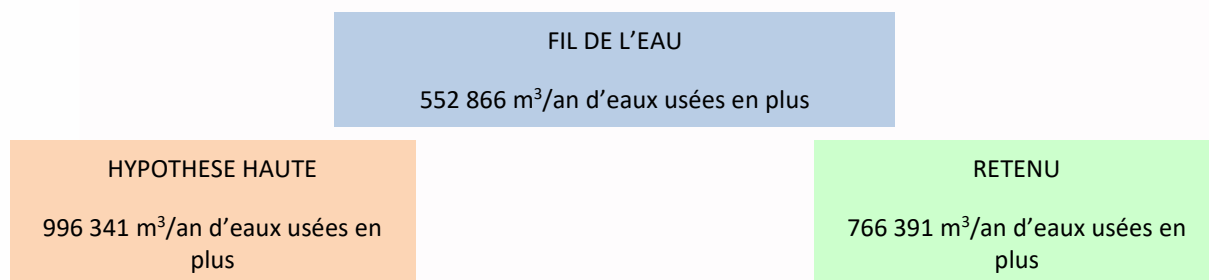 FIL DE L’EAU
552 866 m³/an d’eaux usées en plus
HYPOTHESE HAUTE
996 341 m³/an d’eaux usées en
plus
RETENU
766 391 m³/an d’eaux usées en
plus